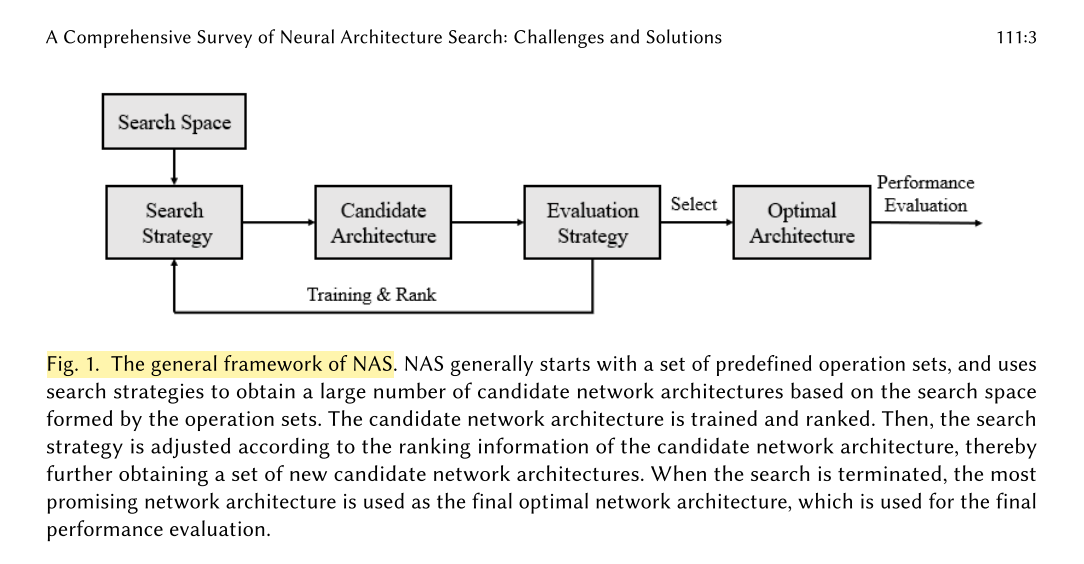 A Comprehensive Survey of Neural Architecture Search: Challenges and Solutions 111:3
Search Space
Search
Strategy
Candidate
Architecture
Evaluation
Strategy
Select
Optimal
Architecture
Performance
Evaluation
Training & Rank
Fig. 1. The general framework of NAS. NAS generally starts with a set of predefined operation sets, and uses
search strategies to obtain a large number of candidate network architectures based on the search space
formed by the operation sets. The candidate network architecture is trained and ranked. Then, the search
strategy is adjusted according to the ranking information of the candidate network architecture, thereby
further obtaining a set of new candidate network architectures. When the search is terminated, the most
promising network architecture is used as the final optimal network architecture, which is used for the final
performance evaluation.